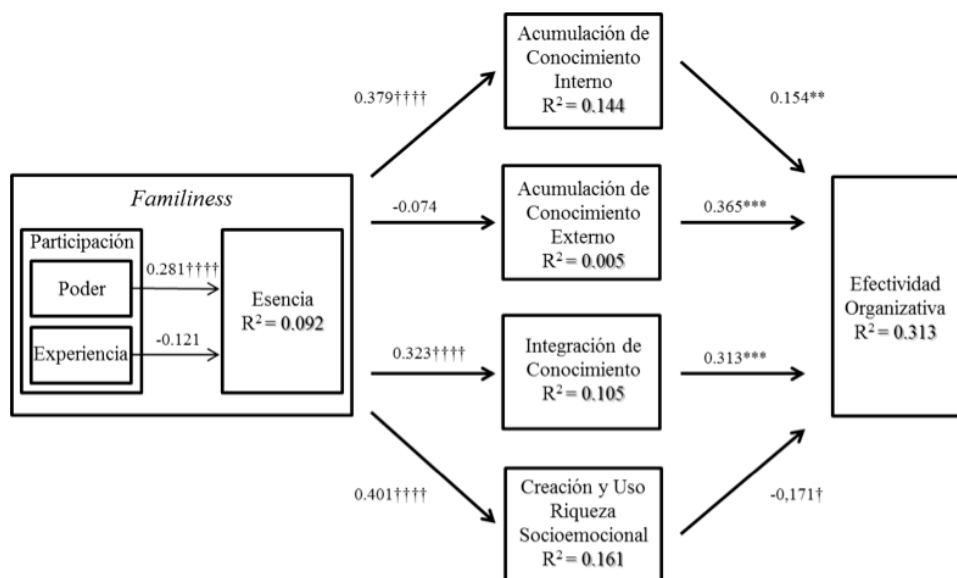 Acumulación de
Conocimiento
Interno
R² = 0.144
0.379††††
0.154**
Familiness
Participación
Poder
0.281††††
Experiencia
-0.121
Esencia
R² = 0.092
-0.074
Acumulación de
Conocimiento
Externo
R² = 0.005
0.365***
Efectividad
Organizativa
R² = 0.313
0.323††††
Integración de
Conocimiento
R² = 0.105
0.313***
0.401††††
Creación y Uso
Riqueza
Socioemocional
R² = 0.161
-0,171†